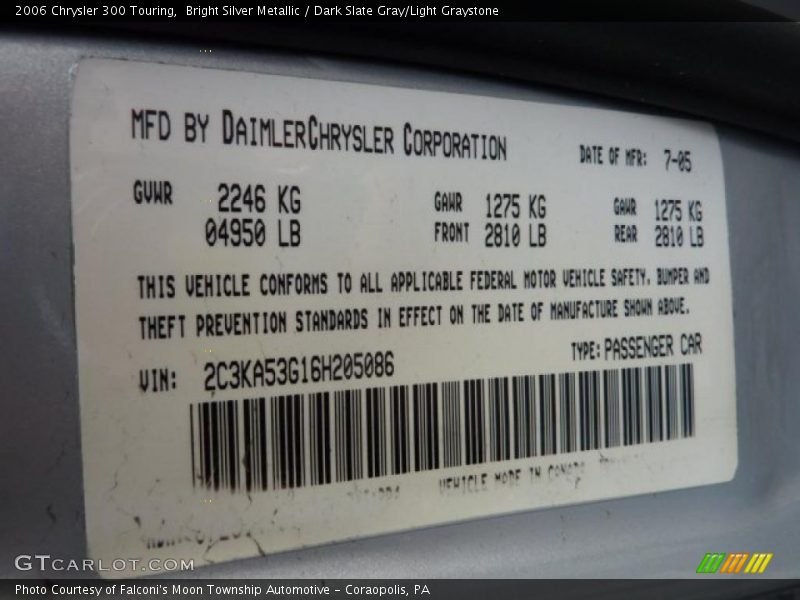 2006 Chrysler 300 Touring,  Bright Silver Metallic / Dark Slate Gray/Light Graystone
MFD BY DAIMLERCHRYSLER CORPORATION
DATE OF MFR: 7-05
GVWR 2246 KG GAWR 1275 KG GAWR 1275 KG
04950 LB FRONT 2810 LB REAR 2810 LB
THIS VEHICLE CONFORMS TO ALL APPLICABLE FEDERAL MOTOR VEHICLE SAFETY, BUMPER AND
THEFT PREVENTION STANDARDS IN EFFECT ON THE DATE OF MANUFACTURE SHOWN ABOVE.
VIN: 2C3KA53G16H205086 TYPE: PASSENGER CAR
VEHICLE MADE IN CANADA
GTCARLOT.COM
Photo Courtesy of Falconi's Moon Township Automotive - Coraopolis, PA